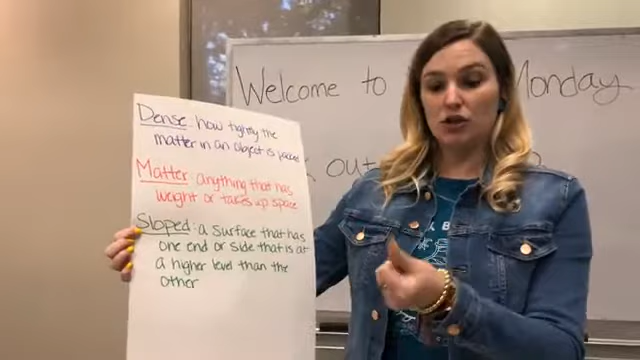 Welcome to
Monday
out
Dense: how tightly the
matter in an object is packed
Matter: anything that has
weight or takes up space
Sloped: a surface that has
one end or side that is at
a higher level than the
other